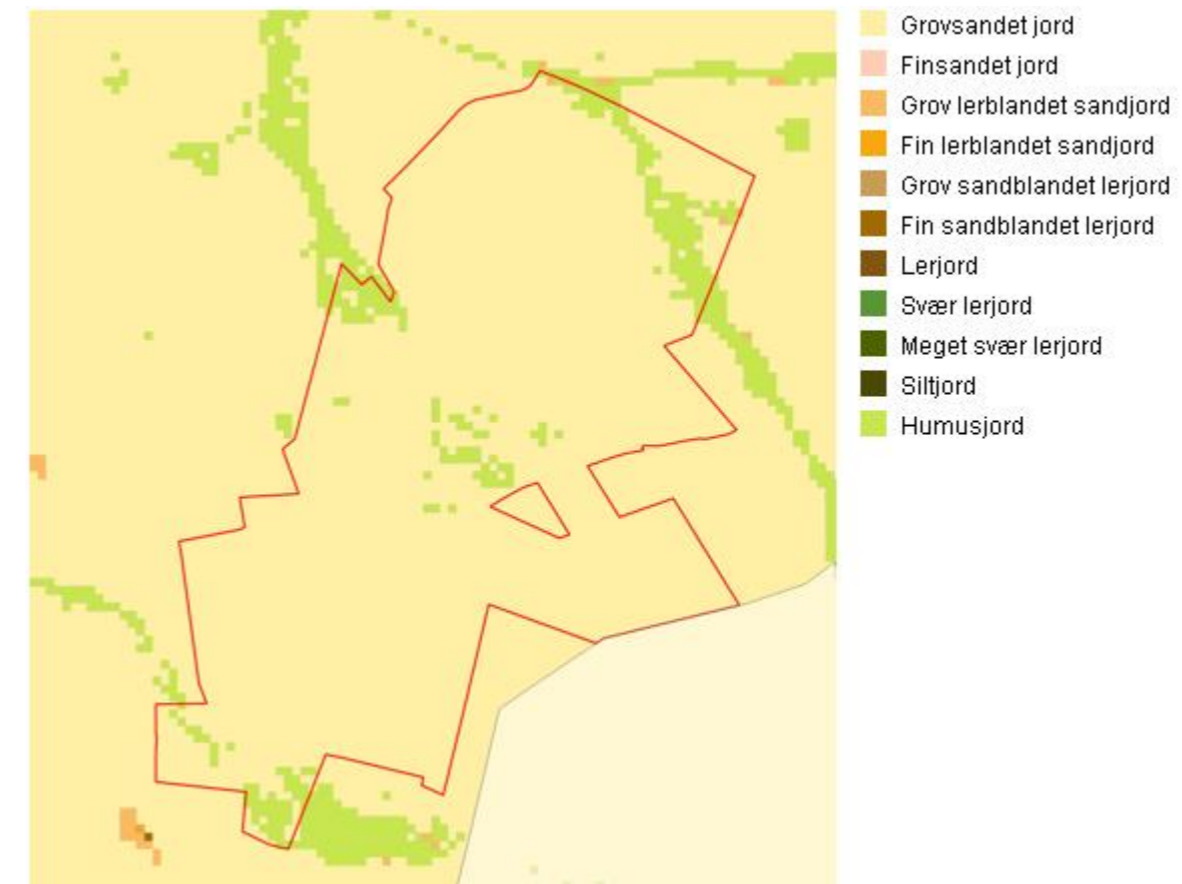 Grovsandet jord
Finsandet jord
Grov lerblandet sandjord
Fin lerblandet sandjord
Grov sandblandet lerjord
Fin sandblandet lerjord
Lerjord
Svær lerjord
Meget svær lerjord
Siltjord
Humusjord